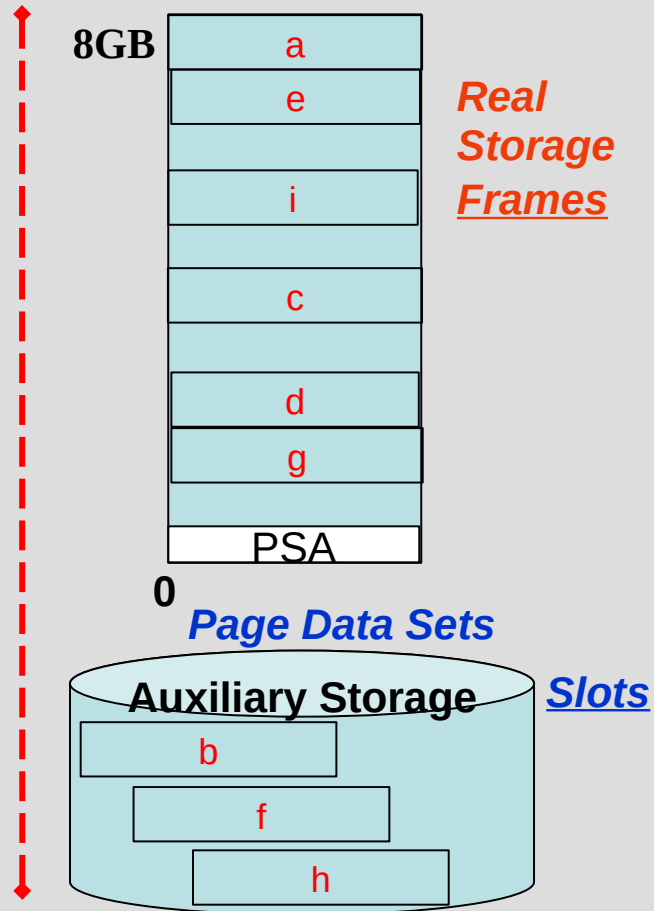 8GB
a
e
Real
Storage
Frames
i
c
d
g
PSA
0
Page Data Sets
Auxiliary Storage
Slots
b
f
h